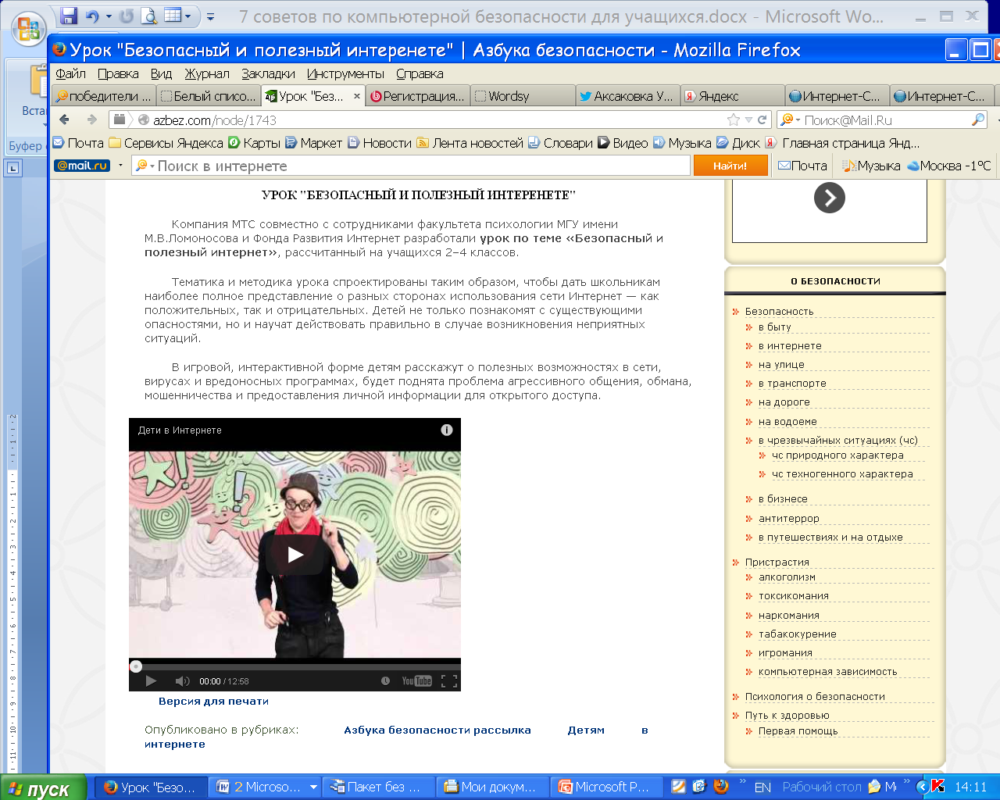 7 советов по компьютерной безопасности для учащихся.docx - Microsoft Wo...
Урок "Безопасный и полезный интеренете" | Азбука безопасности - Mozilla Firefox
Файл Правка Вид Журнал Закладки Инструменты Справка
победители ... Белый списо... Урок "Без... Регистрация... Wordsy Аксаковка У... Яндекс Интернет-С... Интернет-С...
Вста
Буфер
azbez.com/node/1743 Поиск@Mail.Ru
Почта Сервисы Яндекса Карты Маркет Новости Лента новостей Словари Видео Музыка Диск Главная страница Янд...
@mail.ru Поиск в интернете Найти! Почта Музыка Москва -1°C
УРОК "БЕЗОПАСНЫЙ И ПОЛЕЗНЫЙ ИНТЕРЕНЕТЕ"
Компания МТС совместно с сотрудниками факультета психологии МГУ имени
М.В.Ломоносова и Фонда Развития Интернет разработали урок по теме «Безопасный и
полезный интернет», рассчитанный на учащихся 2–4 классов.
Тематика и методика урока спроектированы таким образом, чтобы дать школьникам
наиболее полное представление о разных сторонах использования сети Интернет — как
положительных, так и отрицательных. Детей не только познакомят с существующими
опасностями, но и научат действовать правильно в случае возникновения неприятных
ситуаций.
В игровой, интерактивной форме детям расскажут о полезных возможностях в сети,
вирусах и вредоносных программах, будет поднята проблема агрессивного общения, обмана,
мошенничества и предоставления личной информации для открытого доступа.
Дети в Интернете
00:00 / 12:58 YouTube
Версия для печати
Опубликовано в рубриках: Азбука безопасности рассылка Детям в
интернете
О БЕЗОПАСНОСТИ
Безопасность
в быту
в интернете
на улице
в транспорте
на дороге
на водоеме
в чрезвычайных ситуациях (чс)
чс природного характера
чс техногенного характера
в бизнесе
антитеррор
в путешествиях и на отдыхе
Пристрастия
алкоголизм
токсикомания
наркомания
табакокурение
игромания
компьютерная зависимость
Психология о безопасности
Путь к здоровью
Первая помощь
пуск Урок "Безо... 2 Microso... Пакет без ... Мои докум... Microsoft P... EN Рабочий стол 14:11